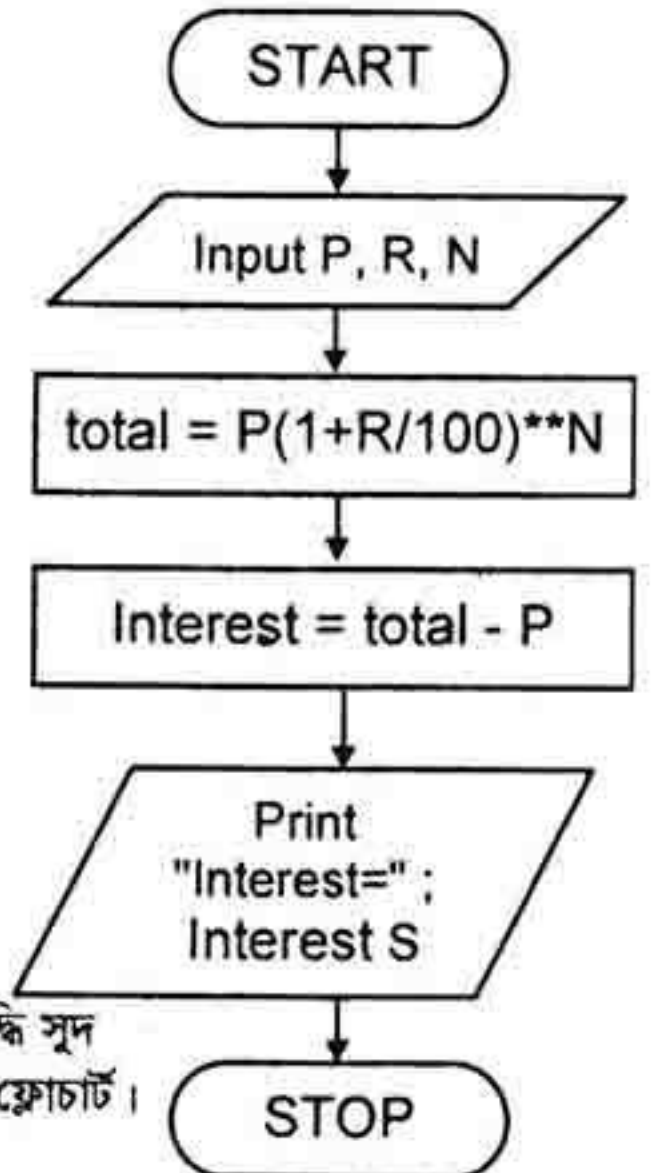 START
Input P, R, N
total = P(1+R/100)**N
Interest = total - P
Print
"Interest=" ;
Interest S
সুদ
ফ্লোচার্ট।
STOP